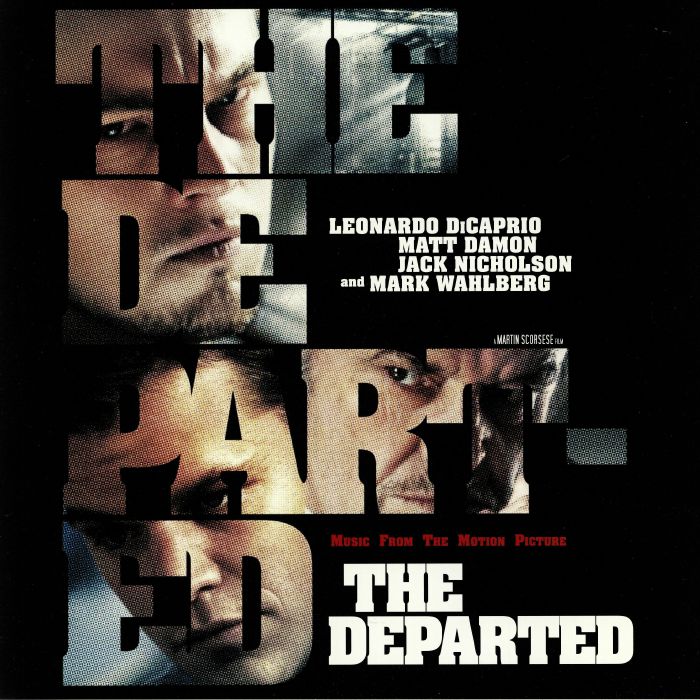 THE
DE
PART-
ED
LEONARDO DiCAPRIO
MATT DAMON
JACK NICHOLSON
and MARK WAHLBERG
A MARTIN SCORSESE FILM
MUSIC FROM THE MOTION PICTURE
THE
DEPARTED